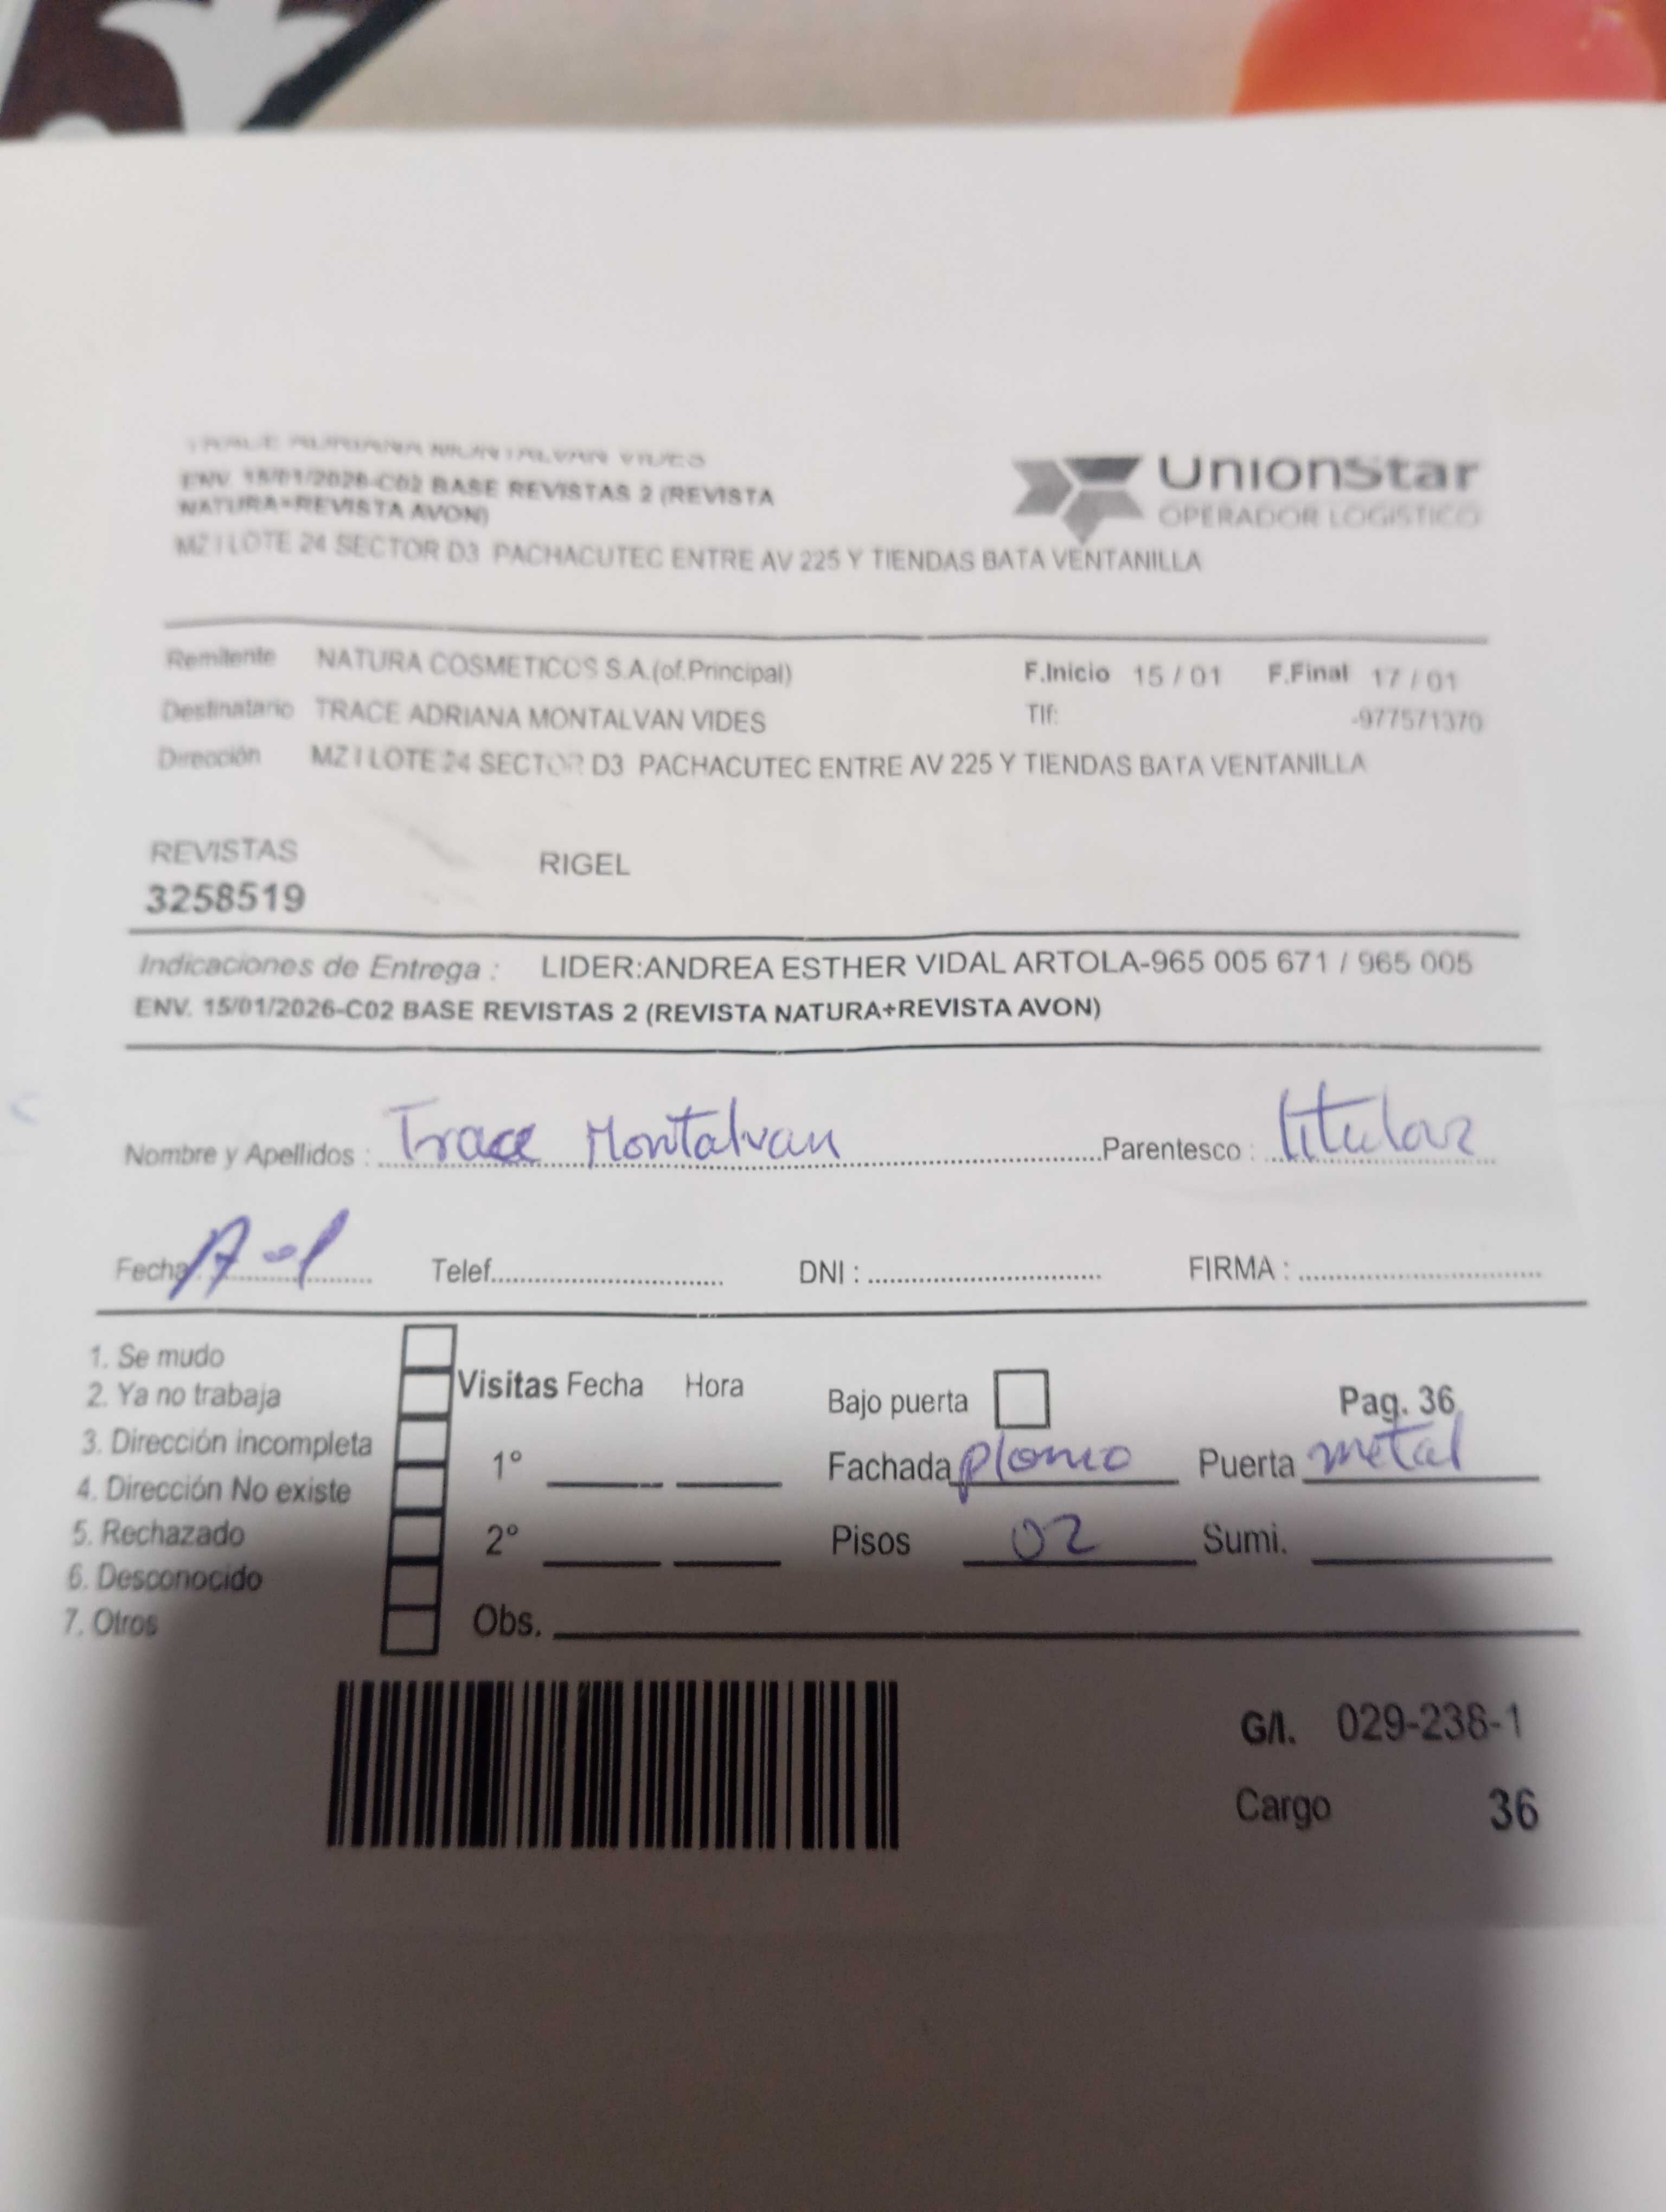 TRACE ADRIANA MONTALVAN VIDES
ENV. 15/01/2026-C02 BASE REVISTAS 2 (REVISTA
NATURA+REVISTA AVON)
MZ I LOTE 24 SECTOR D3 PACHACUTEC ENTRE AV 225 Y TIENDAS BATA VENTANILLA
UnionStar
OPERADOR LOGISTICO
Remitente NATURA COSMETICOS S.A.(of.Principal) F.Inicio 15 / 01 F.Final 17 / 01
Destinatario TRACE ADRIANA MONTALVAN VIDES Tlf: -977571370
Dirección MZ I LOTE 24 SECTOR D3 PACHACUTEC ENTRE AV 225 Y TIENDAS BATA VENTANILLA
REVISTAS RIGEL
3258519
Indicaciones de Entrega : LIDER:ANDREA ESTHER VIDAL ARTOLA-965 005 671 / 965 005
ENV. 15/01/2026-C02 BASE REVISTAS 2 (REVISTA NATURA+REVISTA AVON)
Nombre y Apellidos : Trace Montalvan Parentesco : titular
Fecha : 17-01 Telef. DNI : FIRMA :
1. Se mudo
2. Ya no trabaja
3. Dirección incompleta
4. Dirección No existe
5. Rechazado
6. Desconocido
7. Otros
Visitas Fecha Hora
1°
2°
Obs.
Bajo puerta Pag. 36
Fachada plomo Puerta metal
Pisos 02 Sumi.
G/I. 029-238-1
Cargo 36